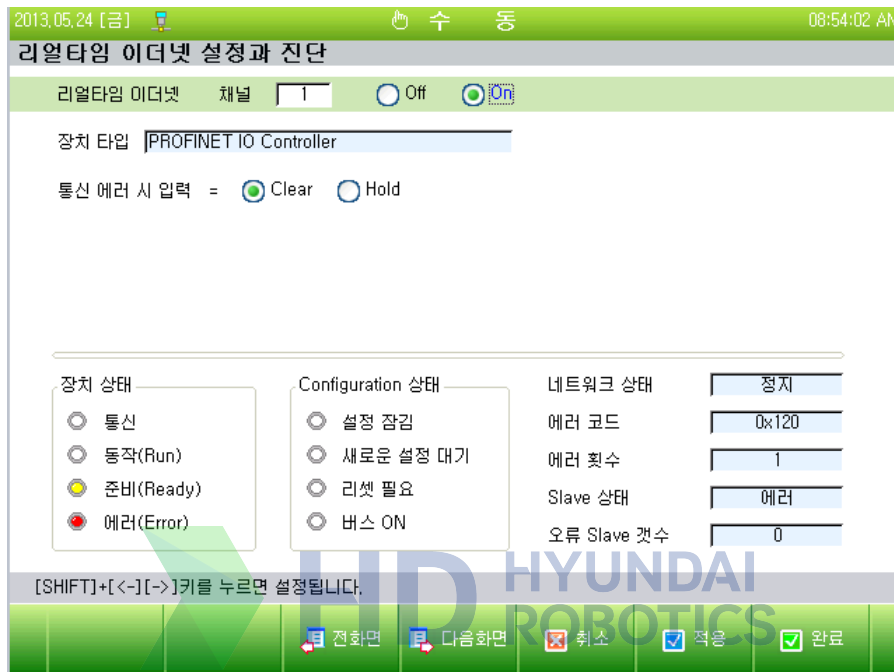 2013.05.24 [금] 수 동 08:54:02 AM
리얼타임 이더넷 설정과 진단
리얼타임 이더넷 채널 1 Off On
장치 타입 PROFINET IO Controller
통신 에러 시 입력 = Clear Hold
장치 상태
통신
동작(Run)
준비(Ready)
에러(Error)
Configuration 상태
설정 잠김
새로운 설정 대기
리셋 필요
버스 ON
네트워크 상태 정지
에러 코드 0x120
에러 횟수 1
Slave 상태 에러
오류 Slave 갯수 0
[SHIFT]+[<-][->]키를 누르면 설정됩니다.
HD HYUNDAI
ROBOTICS
전화면 다음화면 취소 적용 완료